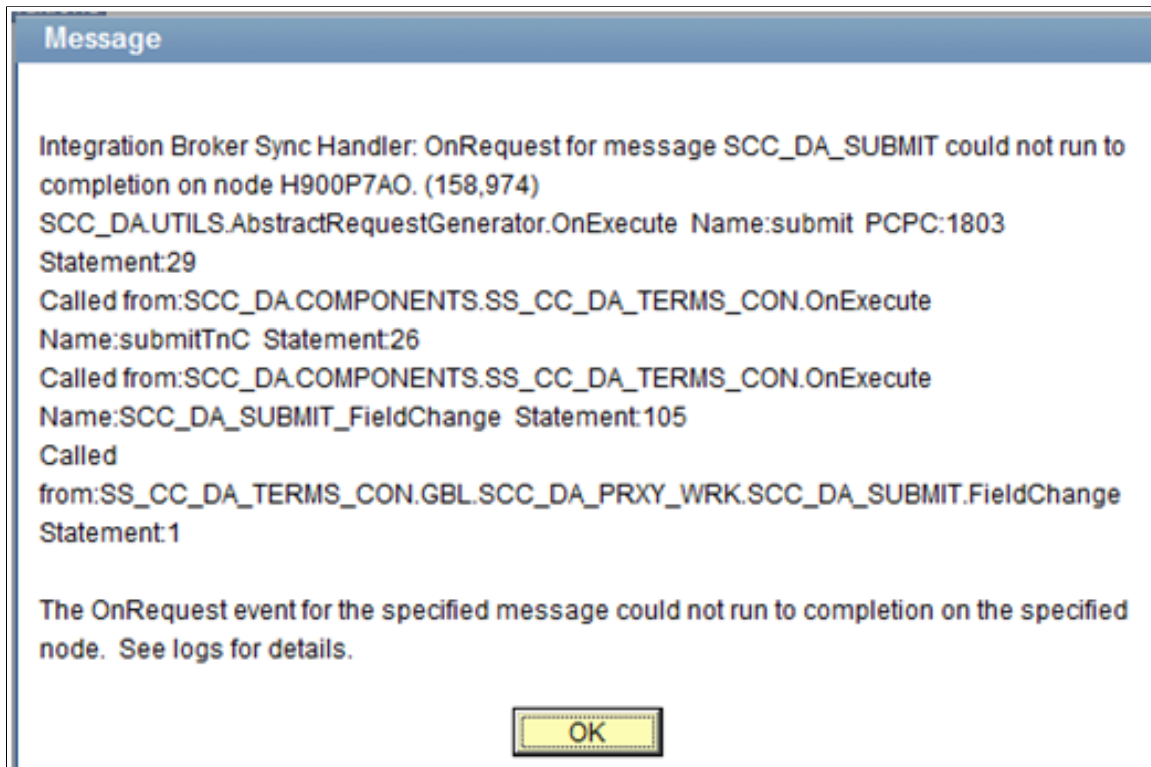 Message
Integration Broker Sync Handler: OnRequest for message SCC_DA_SUBMIT could not run to
completion on node H900P7AO. (158,974)
SCC_DA.UTILS.AbstractRequestGenerator.OnExecute Name:submit PCPC:1803
Statement:29
Called from:SCC_DA.COMPONENTS.SS_CC_DA_TERMS_CON.OnExecute
Name:submitTnC Statement:26
Called from:SCC_DA.COMPONENTS.SS_CC_DA_TERMS_CON.OnExecute
Name:SCC_DA_SUBMIT_FieldChange Statement:105
Called
from:SS_CC_DA_TERMS_CON.GBL.SCC_DA_PRXY_WRK.SCC_DA_SUBMIT.FieldChange
Statement:1
The OnRequest event for the specified message could not run to completion on the specified
node. See logs for details.
OK